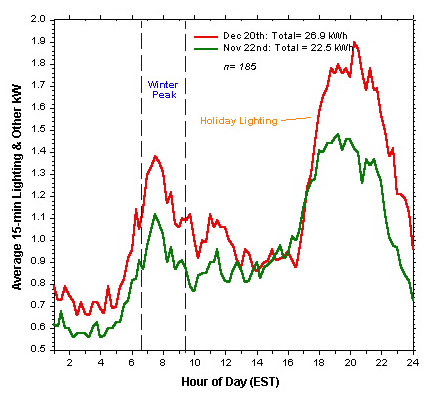 Average 15-min Lighting & Other kW
2.0
1.9
1.8
1.7
1.6
1.5
1.4
1.3
1.2
1.1
1.0
0.9
0.8
0.7
0.6
0.5
Dec 20th: Total= 26.9 kWh
Nov 22nd: Total = 22.5 kWh
n= 185
Winter
Peak
Holiday Lighting
2 4 6 8 10 12 14 16 18 20 22 24
Hour of Day (EST)